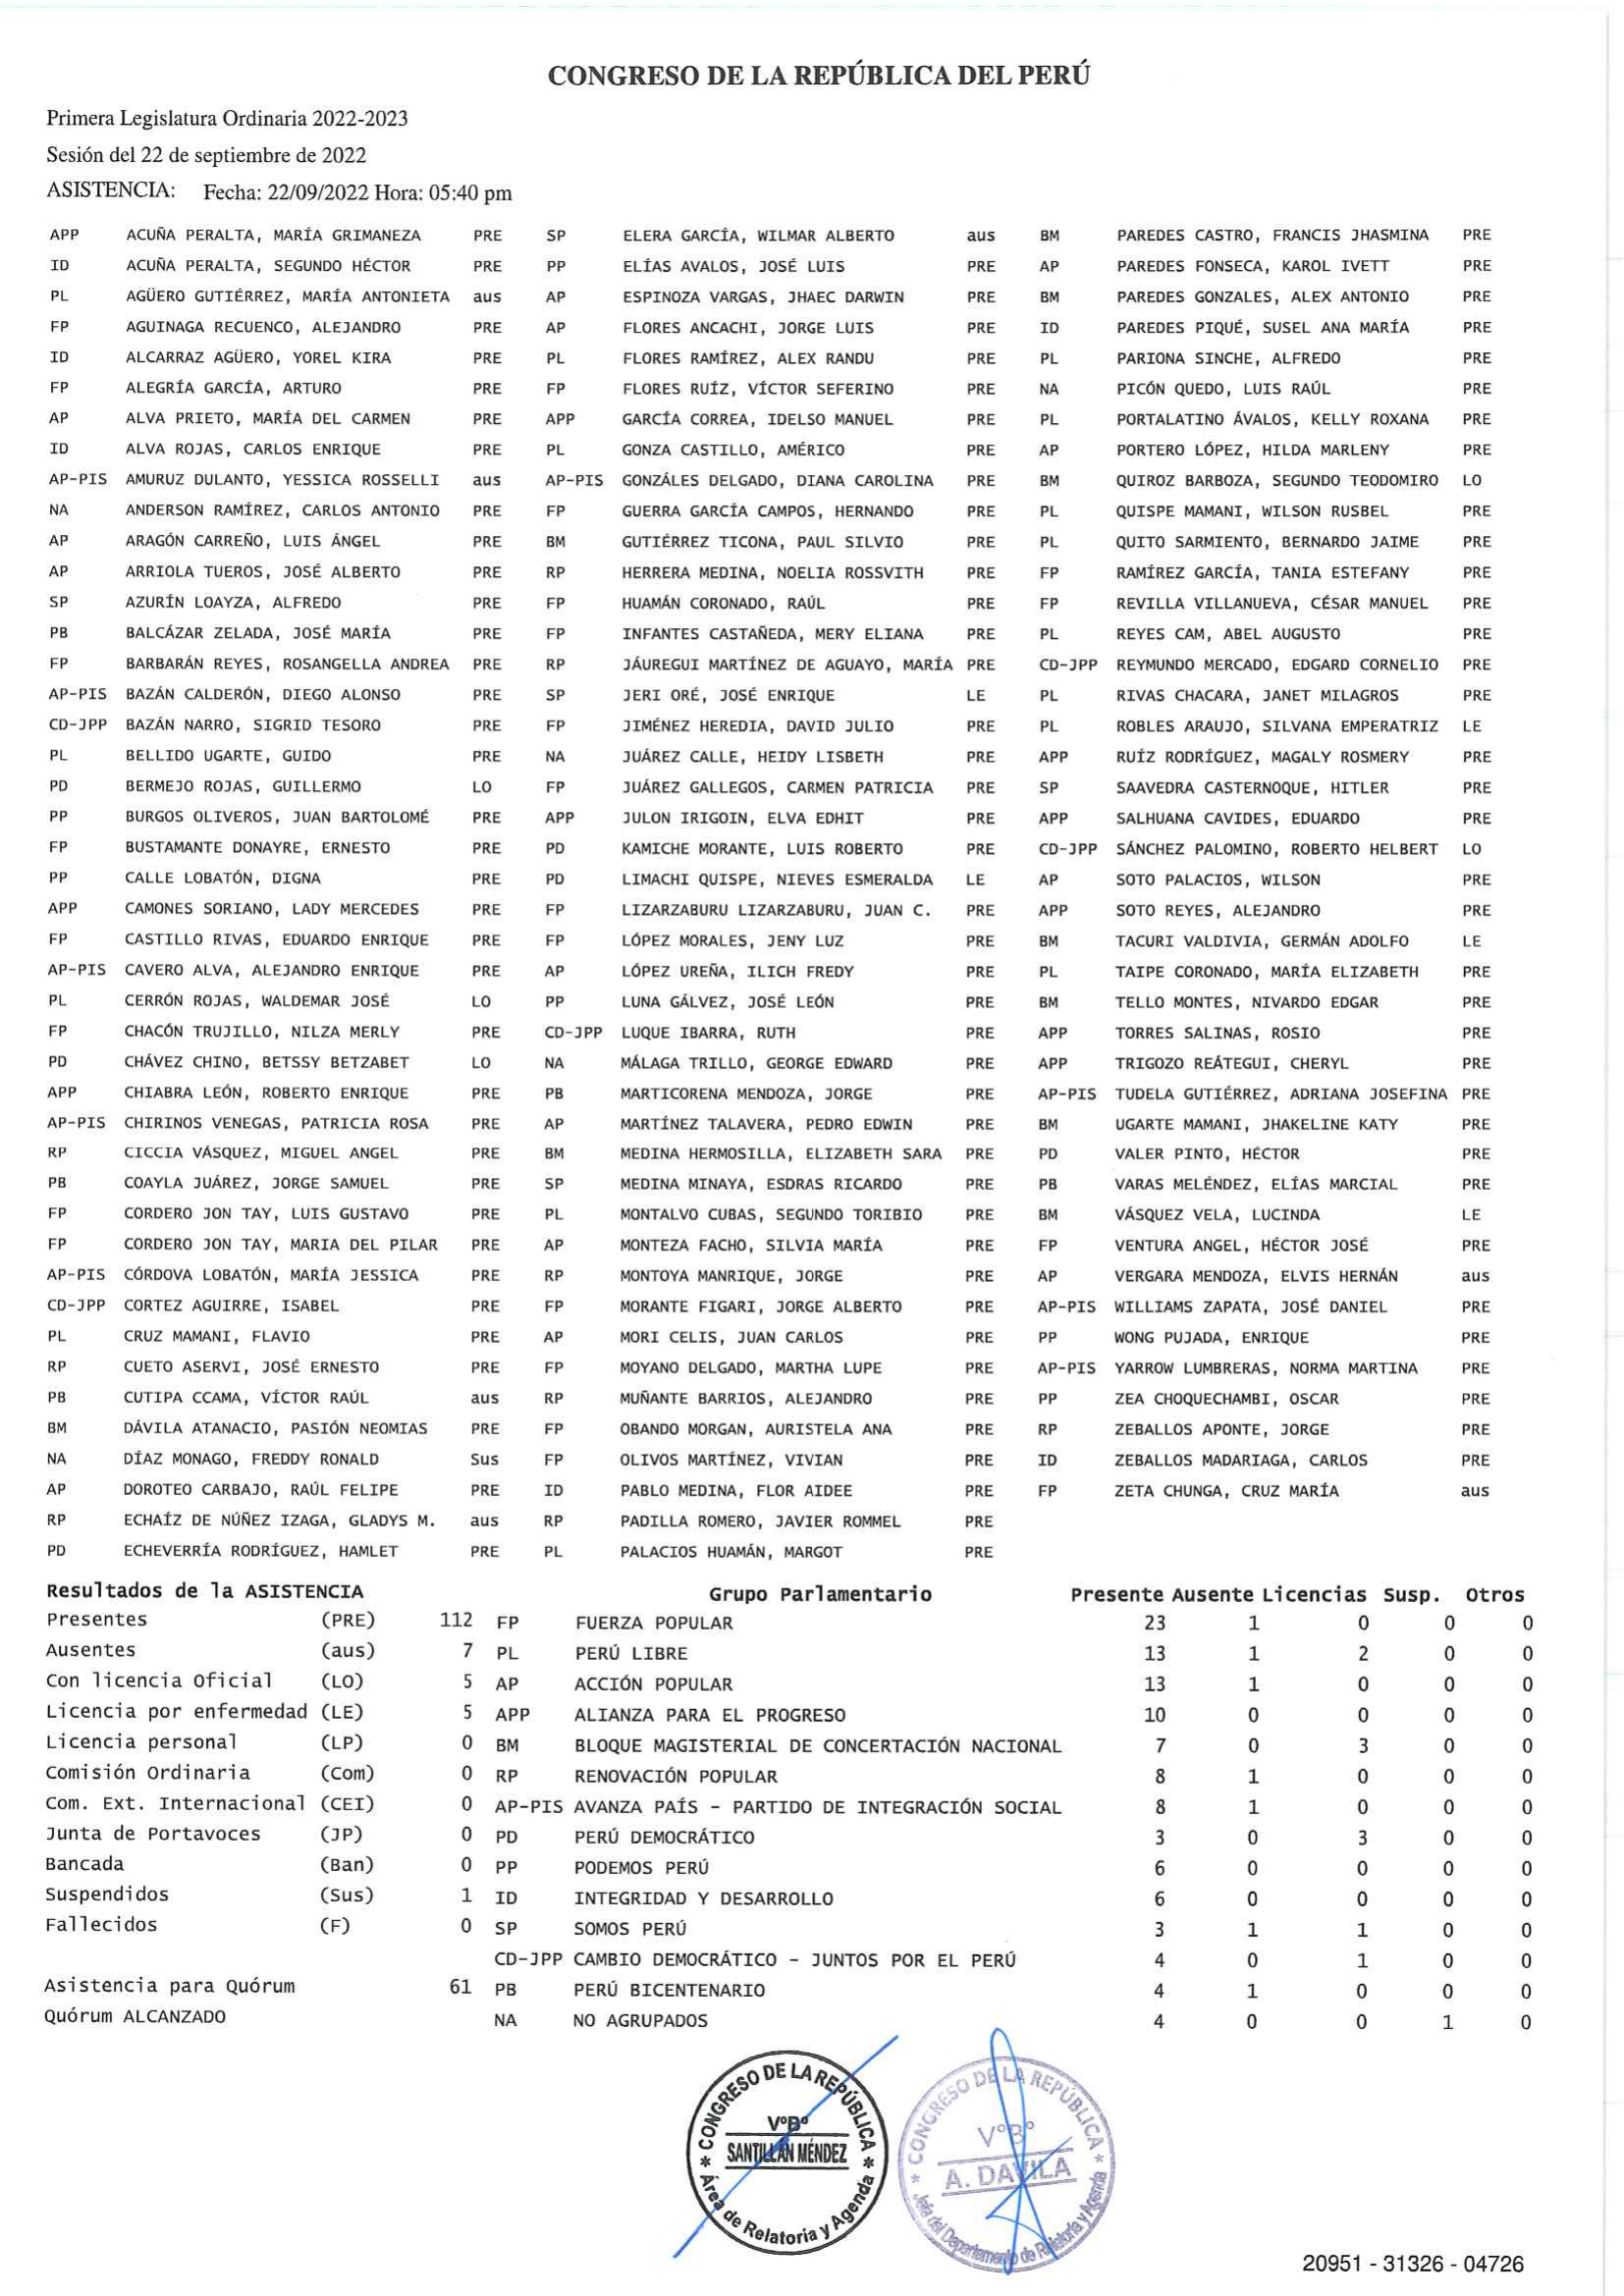 CONGRESO DE LA REPÚBLICA DEL PERÚ
Primera Legislatura Ordinaria 2022-2023
Sesión del 22 de septiembre de 2022
ASISTENCIA: Fecha: 22/09/2022 Hora: 05:40 pm
APP ACUÑA PERALTA, MARÍA GRIMANEZA PRE SP ELERA GARCÍA, WILMAR ALBERTO aus BM PAREDES CASTRO, FRANCIS JHASMINA PRE
ID ACUÑA PERALTA, SEGUNDO HÉCTOR PRE PP ELÍAS AVALOS, JOSÉ LUIS PRE AP PAREDES FONSECA, KAROL IVETT PRE
PL AGÜERO GUTIÉRREZ, MARÍA ANTONIETA aus AP ESPINOZA VARGAS, JHAEC DARWIN PRE BM PAREDES GONZALES, ALEX ANTONIO PRE
FP AGUINAGA RECUENCO, ALEJANDRO PRE AP FLORES ANCACHI, JORGE LUIS PRE ID PAREDES PIQUÉ, SUSEL ANA MARÍA PRE
ID ALCARRAZ AGÜERO, YOREL KIRA PRE PL FLORES RAMÍREZ, ALEX RANDU PRE PL PARIONA SINCHE, ALFREDO PRE
FP ALEGRÍA GARCÍA, ARTURO PRE FP FLORES RUÍZ, VÍCTOR SEFERINO PRE NA PICÓN QUEDO, LUIS RAÚL PRE
AP ALVA PRIETO, MARÍA DEL CARMEN PRE APP GARCÍA CORREA, IDELSO MANUEL PRE PL PORTALATINO ÁVALOS, KELLY ROXANA PRE
ID ALVA ROJAS, CARLOS ENRIQUE PRE PL GONZA CASTILLO, AMÉRICO PRE AP PORTERO LÓPEZ, HILDA MARLENY PRE
AP-PIS AMURUZ DULANTO, YESSICA ROSSELLI aus AP-PIS GONZÁLES DELGADO, DIANA CAROLINA PRE BM QUIROZ BARBOZA, SEGUNDO TEODOMIRO LO
NA ANDERSON RAMÍREZ, CARLOS ANTONIO PRE FP GUERRA GARCÍA CAMPOS, HERNANDO PRE PL QUISPE MAMANI, WILSON RUSBEL PRE
AP ARAGÓN CARREÑO, LUIS ÁNGEL PRE BM GUTIÉRREZ TICONA, PAUL SILVIO PRE PL QUITO SARMIENTO, BERNARDO JAIME PRE
AP ARRIOLA TUEROS, JOSÉ ALBERTO PRE RP HERRERA MEDINA, NOELIA ROSSVITH PRE FP RAMÍREZ GARCÍA, TANIA ESTEFANY PRE
SP AZURÍN LOAYZA, ALFREDO PRE FP HUAMÁN CORONADO, RAÚL PRE FP REVILLA VILLANUEVA, CÉSAR MANUEL PRE
PB BALCÁZAR ZELADA, JOSÉ MARÍA PRE FP INFANTES CASTAÑEDA, MERY ELIANA PRE PL REYES CAM, ABEL AUGUSTO PRE
FP BARBARÁN REYES, ROSANGELLA ANDREA PRE RP JÁUREGUI MARTÍNEZ DE AGUAYO, MARÍA PRE CD-JPP REYMUNDO MERCADO, EDGARD CORNELIO PRE
AP-PIS BAZÁN CALDERÓN, DIEGO ALONSO PRE SP JERI ORÉ, JOSÉ ENRIQUE LE PL RIVAS CHACARA, JANET MILAGROS PRE
CD-JPP BAZÁN NARRO, SIGRID TESORO PRE FP JIMÉNEZ HEREDIA, DAVID JULIO PRE PL ROBLES ARAUJO, SILVANA EMPERATRIZ LE
PL BELLIDO UGARTE, GUIDO PRE NA JUÁREZ CALLE, HEIDY LISBETH PRE APP RUÍZ RODRÍGUEZ, MAGALY ROSMERY PRE
PD BERMEJO ROJAS, GUILLERMO LO FP JUÁREZ GALLEGOS, CARMEN PATRICIA PRE SP SAAVEDRA CASTERNOQUE, HITLER PRE
PP BURGOS OLIVEROS, JUAN BARTOLOMÉ PRE APP JULON IRIGOIN, ELVA EDHIT PRE APP SALHUANA CAVIDES, EDUARDO PRE
FP BUSTAMANTE DONAYRE, ERNESTO PRE PD KAMICHE MORANTE, LUIS ROBERTO PRE CD-JPP SÁNCHEZ PALOMINO, ROBERTO HELBERT LO
PP CALLE LOBATÓN, DIGNA PRE PD LIMACHI QUISPE, NIEVES ESMERALDA LE AP SOTO PALACIOS, WILSON PRE
APP CAMONES SORIANO, LADY MERCEDES PRE FP LIZARZABURU LIZARZABURU, JUAN C. PRE APP SOTO REYES, ALEJANDRO PRE
FP CASTILLO RIVAS, EDUARDO ENRIQUE PRE FP LÓPEZ MORALES, JENY LUZ PRE BM TACURI VALDIVIA, GERMÁN ADOLFO LE
AP-PIS CAVERO ALVA, ALEJANDRO ENRIQUE PRE AP LÓPEZ UREÑA, ILICH FREDY PRE PL TAIPE CORONADO, MARÍA ELIZABETH PRE
PL CERRÓN ROJAS, WALDEMAR JOSÉ LO PP LUNA GÁLVEZ, JOSÉ LEÓN PRE BM TELLO MONTES, NIVARDO EDGAR PRE
FP CHACÓN TRUJILLO, NILZA MERLY PRE CD-JPP LUQUE IBARRA, RUTH PRE APP TORRES SALINAS, ROSIO PRE
PD CHÁVEZ CHINO, BETSSY BETZABET LO NA MÁLAGA TRILLO, GEORGE EDWARD PRE APP TRIGOZO REÁTEGUI, CHERYL PRE
APP CHIABRA LEÓN, ROBERTO ENRIQUE PRE PB MARTICORENA MENDOZA, JORGE PRE AP-PIS TUDELA GUTIÉRREZ, ADRIANA JOSEFINA PRE
AP-PIS CHIRINOS VENEGAS, PATRICIA ROSA PRE AP MARTÍNEZ TALAVERA, PEDRO EDWIN PRE BM UGARTE MAMANI, JHAKELINE KATY PRE
RP CICCIA VÁSQUEZ, MIGUEL ANGEL PRE BM MEDINA HERMOSILLA, ELIZABETH SARA PRE PD VALER PINTO, HÉCTOR PRE
PB COAYLA JUÁREZ, JORGE SAMUEL PRE SP MEDINA MINAYA, ESDRAS RICARDO PRE PB VARAS MELÉNDEZ, ELÍAS MARCIAL PRE
FP CORDERO JON TAY, LUIS GUSTAVO PRE PL MONTALVO CUBAS, SEGUNDO TORIBIO PRE BM VÁSQUEZ VELA, LUCINDA LE
FP CORDERO JON TAY, MARIA DEL PILAR PRE AP MONTEZA FACHO, SILVIA MARÍA PRE FP VENTURA ANGEL, HÉCTOR JOSÉ PRE
AP-PIS CÓRDOVA LOBATÓN, MARÍA JESSICA PRE RP MONTOYA MANRIQUE, JORGE PRE AP VERGARA MENDOZA, ELVIS HERNÁN aus
CD-JPP CORTEZ AGUIRRE, ISABEL PRE FP MORANTE FIGARI, JORGE ALBERTO PRE AP-PIS WILLIAMS ZAPATA, JOSÉ DANIEL PRE
PL CRUZ MAMANI, FLAVIO PRE AP MORI CELIS, JUAN CARLOS PRE PP WONG PUJADA, ENRIQUE PRE
RP CUETO ASERVI, JOSÉ ERNESTO PRE FP MOYANO DELGADO, MARTHA LUPE PRE AP-PIS YARROW LUMBRERAS, NORMA MARTINA PRE
PB CUTIPA CCAMA, VÍCTOR RAÚL aus RP MUÑANTE BARRIOS, ALEJANDRO PRE PP ZEA CHOQUECHAMBI, OSCAR PRE
BM DÁVILA ATANACIO, PASIÓN NEOMIAS PRE FP OBANDO MORGAN, AURISTELA ANA PRE RP ZEBALLOS APONTE, JORGE PRE
NA DÍAZ MONAGO, FREDDY RONALD Sus FP OLIVOS MARTÍNEZ, VIVIAN PRE ID ZEBALLOS MADARIAGA, CARLOS PRE
AP DOROTEO CARBAJO, RAÚL FELIPE PRE ID PABLO MEDINA, FLOR AIDEE PRE FP ZETA CHUNGA, CRUZ MARÍA aus
RP ECHAÍZ DE NÚÑEZ IZAGA, GLADYS M. aus RP PADILLA ROMERO, JAVIER ROMMEL PRE
PD ECHEVERRÍA RODRÍGUEZ, HAMLET PRE PL PALACIOS HUAMÁN, MARGOT PRE
Resultados de la ASISTENCIA Grupo Parlamentario Presente Ausente Licencias Susp. Otros
Presentes (PRE) 112 FP FUERZA POPULAR 23 1 0 0 0
Ausentes (aus) 7 PL PERÚ LIBRE 13 1 2 0 0
Con licencia Oficial (LO) 5 AP ACCIÓN POPULAR 13 1 0 0 0
Licencia por enfermedad (LE) 5 APP ALIANZA PARA EL PROGRESO 10 0 0 0 0
Licencia personal (LP) 0 BM BLOQUE MAGISTERIAL DE CONCERTACIÓN NACIONAL 7 0 3 0 0
Comisión Ordinaria (Com) 0 RP RENOVACIÓN POPULAR 8 1 0 0 0
Com. Ext. Internacional (CEI) 0 AP-PIS AVANZA PAÍS - PARTIDO DE INTEGRACIÓN SOCIAL 8 1 0 0 0
Junta de Portavoces (JP) 0 PD PERÚ DEMOCRÁTICO 3 0 3 0 0
Bancada (Ban) 0 PP PODEMOS PERÚ 6 0 0 0 0
Suspendidos (Sus) 1 ID INTEGRIDAD Y DESARROLLO 6 0 0 0 0
Fallecidos (F) 0 SP SOMOS PERÚ 3 1 1 0 0
CD-JPP CAMBIO DEMOCRÁTICO - JUNTOS POR EL PERÚ 4 0 1 0 0
Asistencia para Quórum 61 PB PERÚ BICENTENARIO 4 1 0 0 0
Quórum ALCANZADO NA NO AGRUPADOS 4 0 0 1 0
* CONGRESO DE LA REPÚBLICA *
V°B°
SANTILLÁN MÉNDEZ
Área de Relatoria y Agenda
* CONGRESO DE LA REPÚBLICA *
V°B°
A. DAVILA
Jefe del Departamento de Relatoria y Agenda
20951 - 31326 - 04726